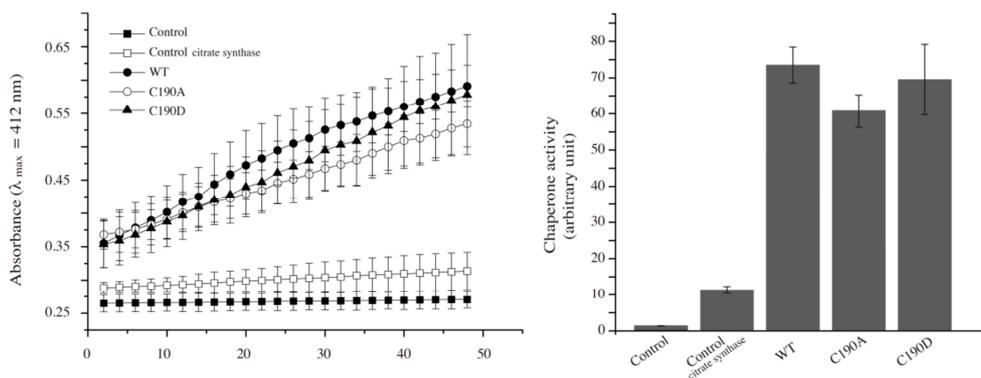 0.65
0.55
0.45
0.35
0.25
Absorbance (λ max = 412 nm)
Control
Control citrate synthase
WT
C190A
C190D
0
10
20
30
40
50
80
70
60
50
40
30
20
10
0
Chaperone activity
(arbitrary unit)
Control
Control
citrate synthase
WT
C190A
C190D